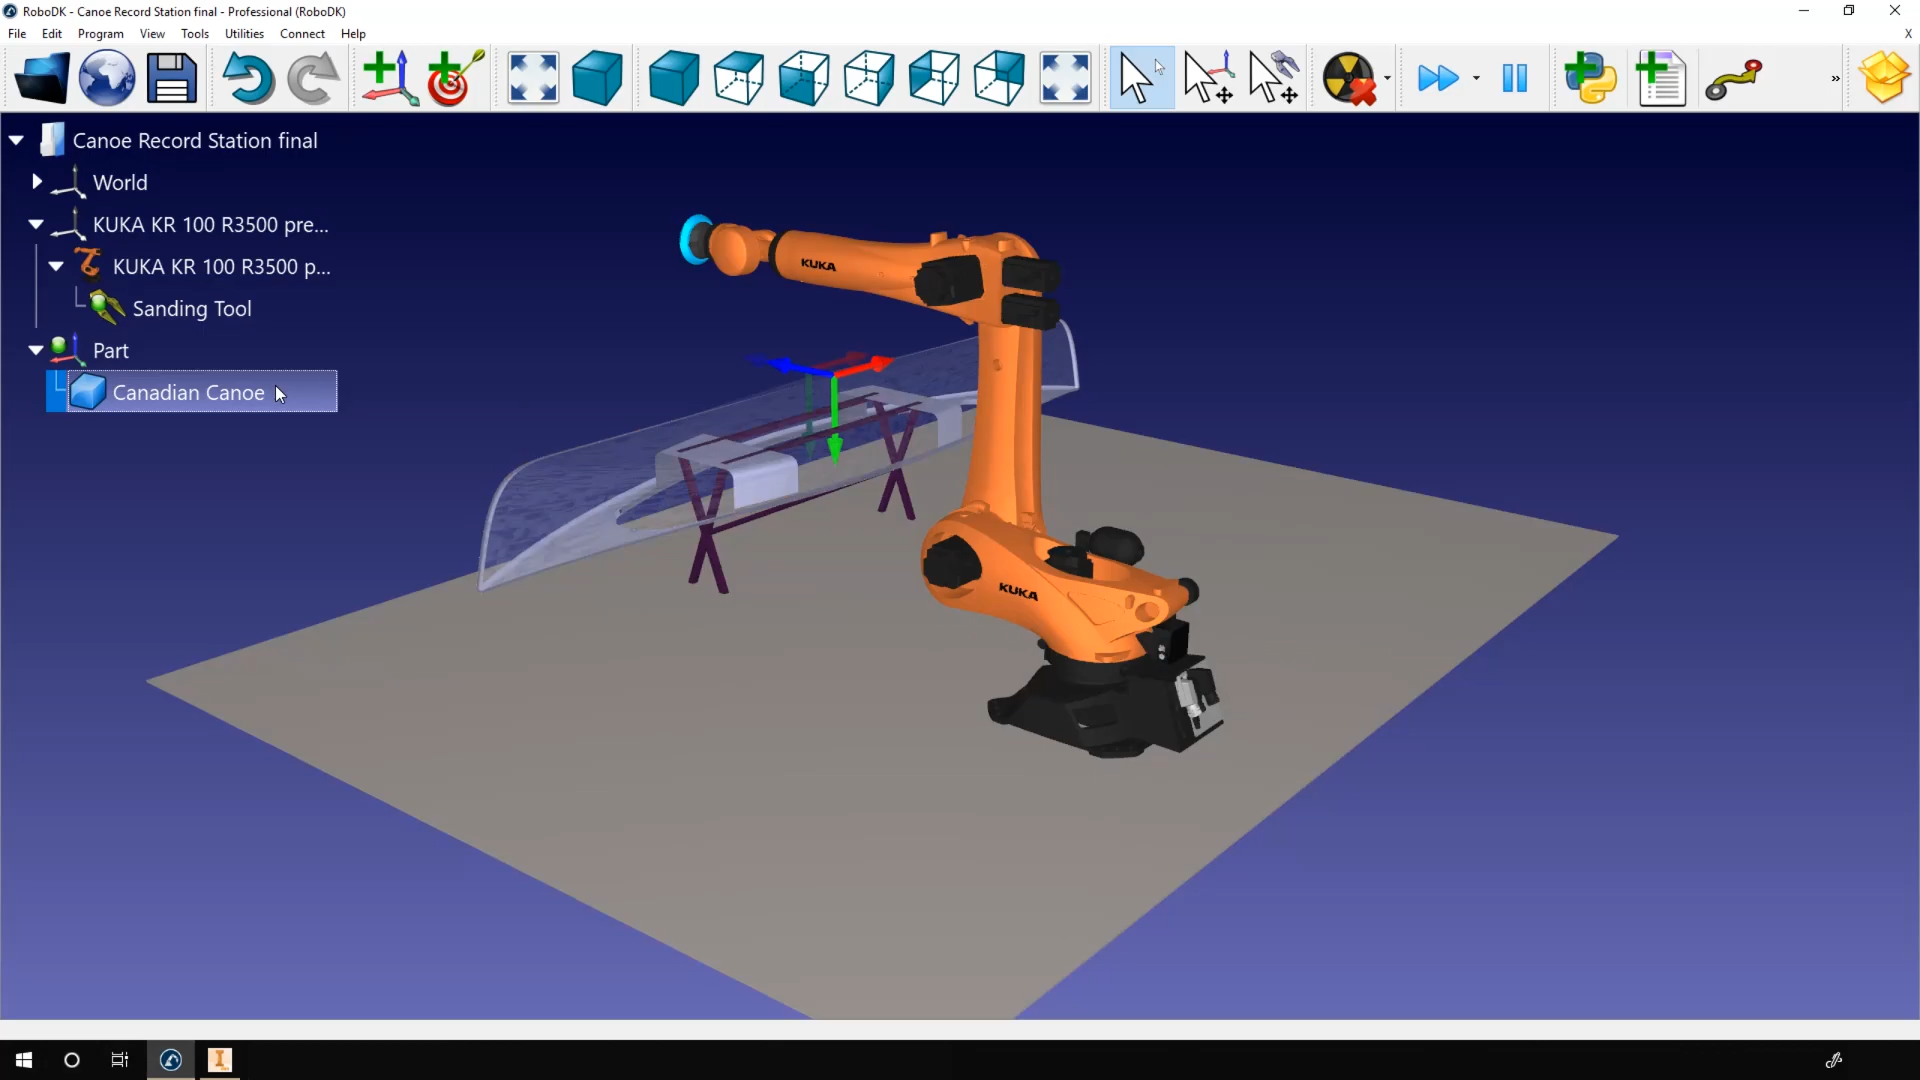 RoboDK - Canoe Record Station final - Professional (RoboDK)
File Edit Program View Tools Utilities Connect Help
X
»
Canoe Record Station final
World
KUKA KR 100 R3500 pre...
KUKA KR 100 R3500 p...
Sanding Tool
Part
Canadian Canoe
KUKA
KUKA